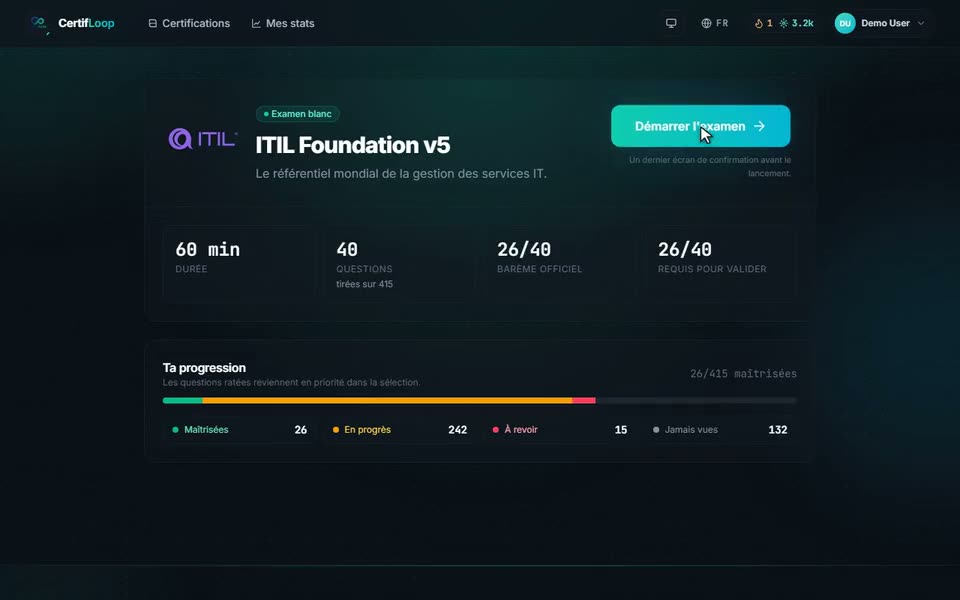 CertifLoop
Certifications
Mes stats
FR
1
3.2k
DU
Demo User
ITIL
Examen blanc
ITIL Foundation v5
Le référentiel mondial de la gestion des services IT.
Démarrer l'examen →
Un dernier écran de confirmation avant le
lancement.
60 min
DURÉE
40
QUESTIONS
tirées sur 415
26/40
BARÈME OFFICIEL
26/40
REQUIS POUR VALIDER
Ta progression
Les questions ratées reviennent en priorité dans la sélection.
26/415 maîtrisées
Maîtrisées 26
En progrès 242
À revoir 15
Jamais vues 132